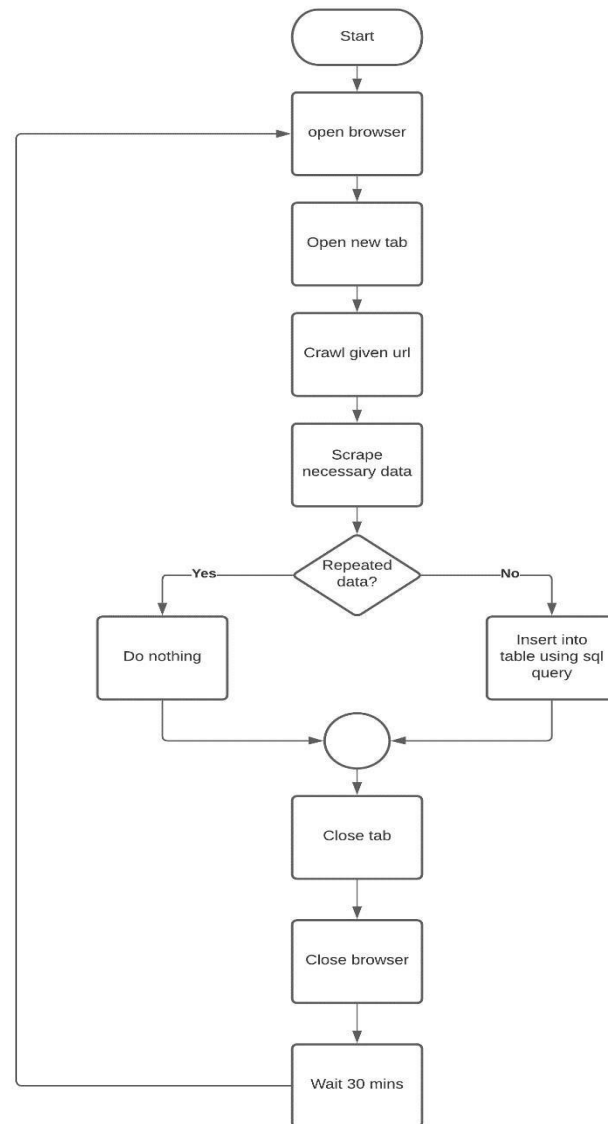 Start
open browser
Open new tab
Crawl given url
Scrape
necessary data
Repeated
data?
Yes
No
Do nothing
Insert into
table using sql
query
Close tab
Close browser
Wait 30 mins